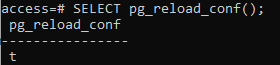 access=# SELECT pg_reload_conf();
 pg_reload_conf
----------------
 t